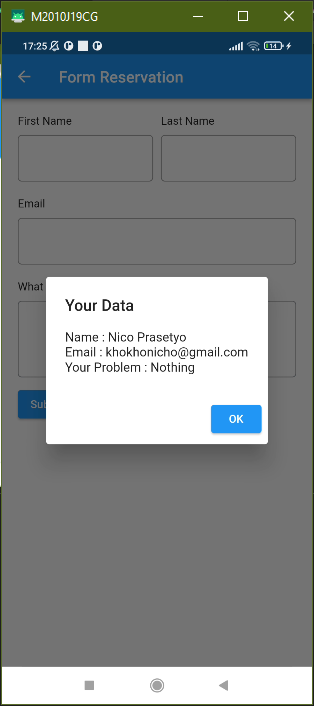 M2010J19CG
17:25
14
Form Reservation
First Name
Last Name
Email
What
Your Data
Name : Nico Prasetyo
Email : khokhonicho@gmail.com
Your Problem : Nothing
Sub
OK